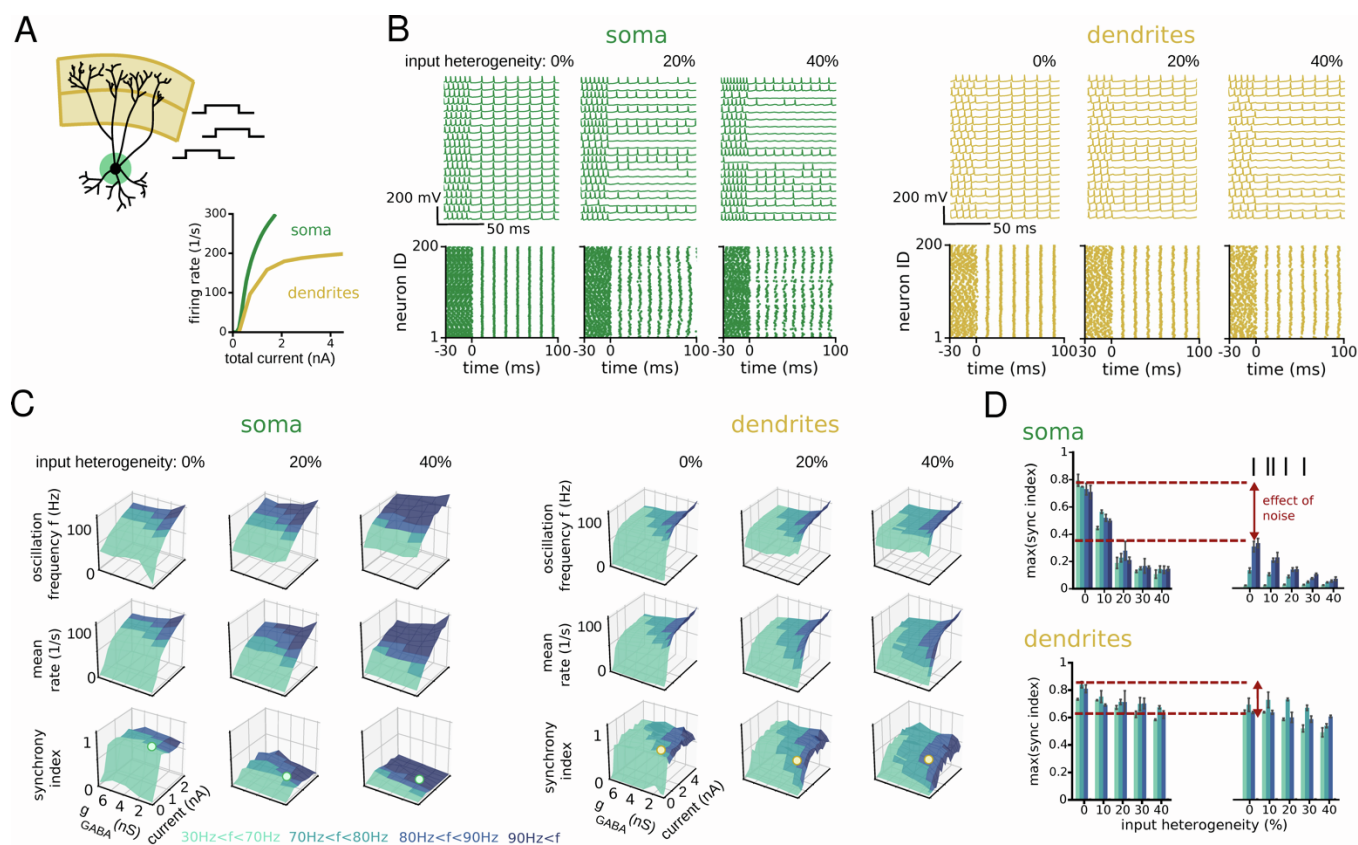 A
firing rate (1/s)
300
200
100
0
soma
dendrites
0 2 4
total current (nA)
B
soma
input heterogeneity: 0% 20% 40%
200 mV
50 ms
neuron ID
200
1
-30 0 100
-30 0 100
-30 0 100
time (ms) time (ms) time (ms)
dendrites
0% 20% 40%
200 mV
50 ms
neuron ID
200
1
-30 0 100
-30 0 100
-30 0 100
time (ms) time (ms) time (ms)
C
soma
input heterogeneity: 0% 20% 40%
oscillation
frequency f (Hz)
100
0
mean
rate (1/s)
100
0
synchrony
index
1
0
6 4 2
0 1 2
g GABA (nS)
current (nA)
dendrites
0% 20% 40%
oscillation
frequency f (Hz)
100
0
mean
rate (1/s)
100
0
synchrony
index
1
0
6 4 2
0 2 4
g GABA (nS)
current (nA)
30Hz<f<70Hz 70Hz<f<80Hz 80Hz<f<90Hz 90Hz<f
D
soma
max(sync index)
1
0.8
0.6
0.4
0.2
0
effect of
noise
0 10 20 30 40
0 10 20 30 40
dendrites
max(sync index)
1
0.8
0.6
0.4
0.2
0
0 10 20 30 40
0 10 20 30 40
input heterogeneity (%)